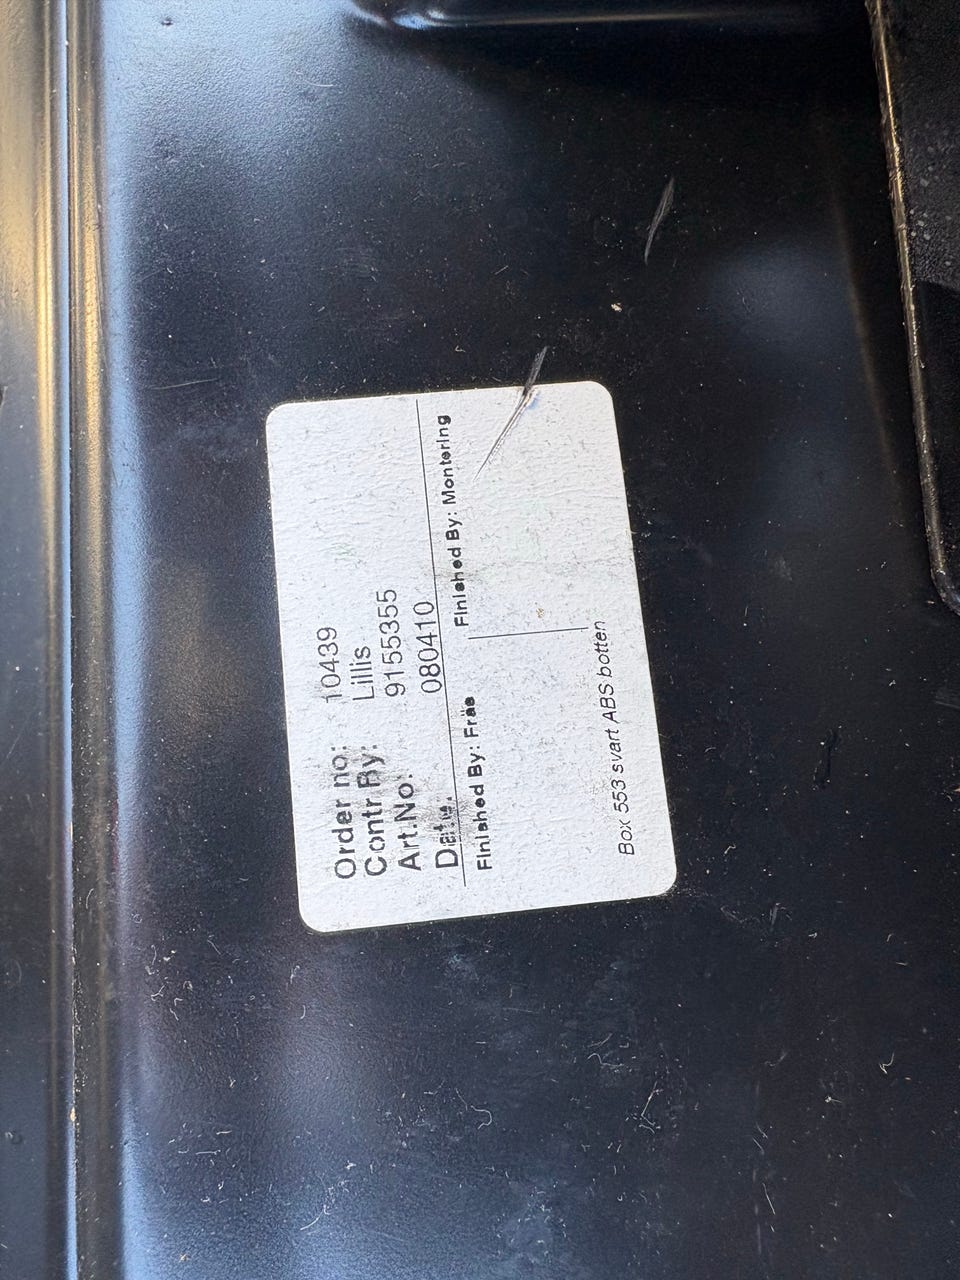 Order no: 10439
Contr.By: Lillis
Art.No: 9155355
Date: 080410
Finished By: Fräs
Finished By: Montering
Box 553 svart ABS botten